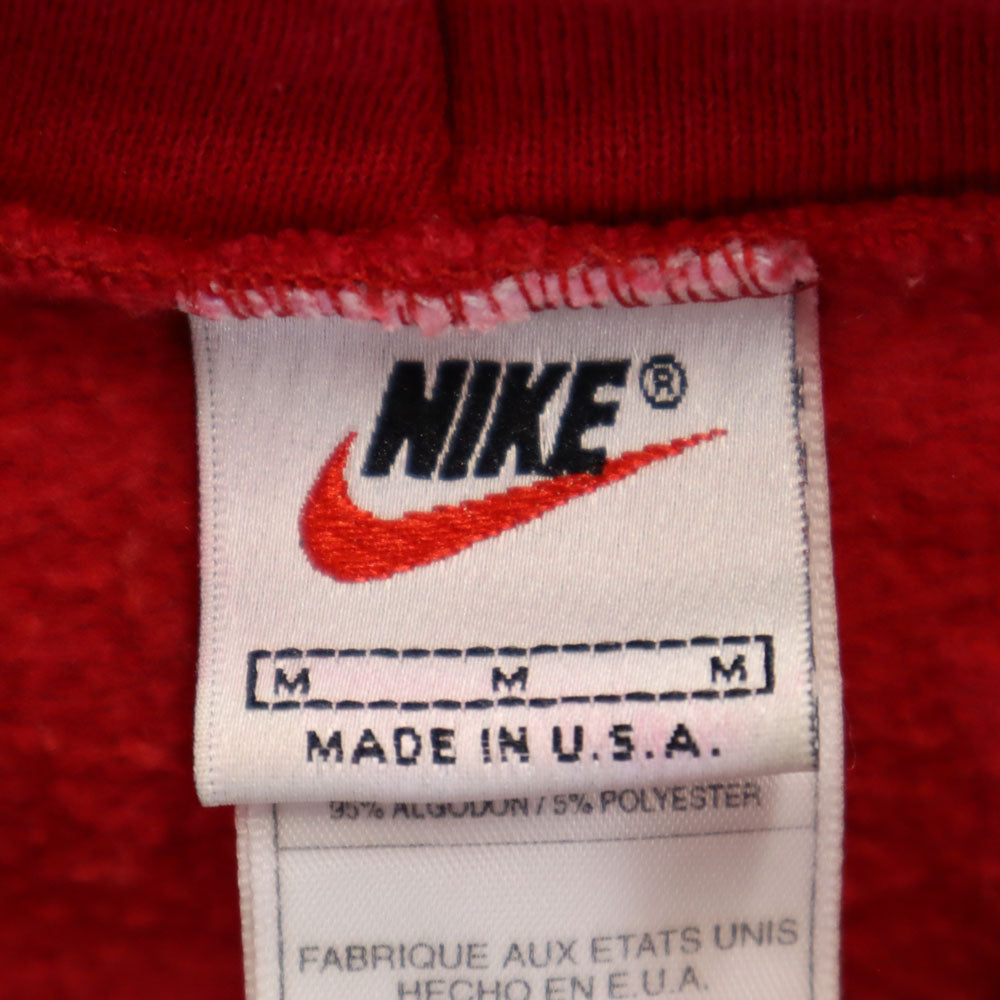 NIKE®
M M M
MADE IN U.S.A.
95% ALGODON / 5% POLYESTER
FABRIQUE AUX ETATS UNIS
HECHO EN E.U.A.